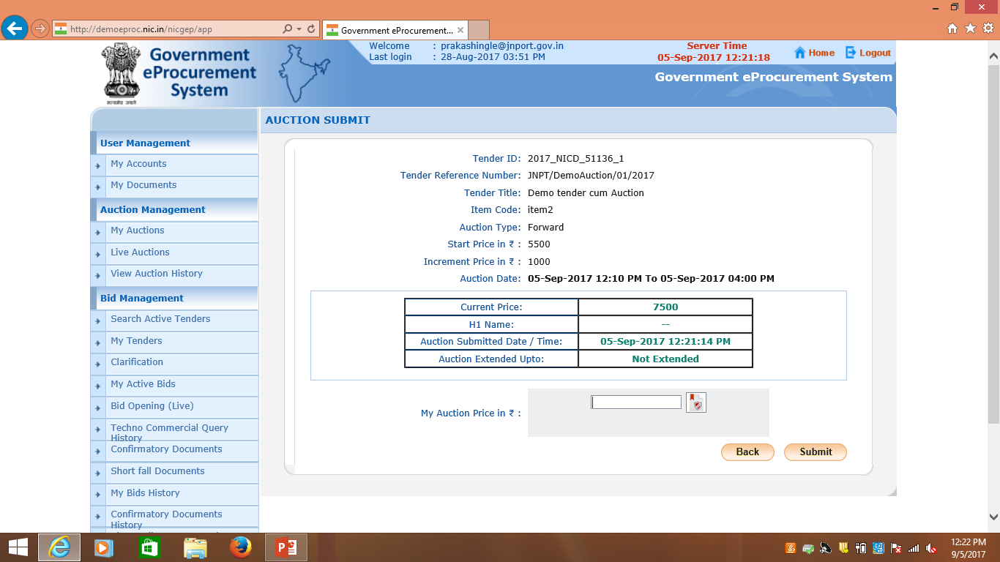 http://demoeproc.nic.in/nicgep/app
Government eProcurement...
Government
eProcurement
System
सत्यमेव जयते
Welcome : prakashingle@jnport.gov.in
Last login : 28-Aug-2017 03:51 PM
Server Time
05-Sep-2017 12:21:18
Home
Logout
Government eProcurement System
AUCTION SUBMIT
User Management
My Accounts
My Documents
Auction Management
My Auctions
Live Auctions
View Auction History
Bid Management
Search Active Tenders
My Tenders
Clarification
My Active Bids
Bid Opening (Live)
Techno Commercial Query
History
Confirmatory Documents
Short fall Documents
My Bids History
Confirmatory Documents
History
Tender ID: 2017_NICD_51136_1
Tender Reference Number: JNPT/DemoAuction/01/2017
Tender Title: Demo tender cum Auction
Item Code: item2
Auction Type: Forward
Start Price in ₹ : 5500
Increment Price in ₹ : 1000
Auction Date: 05-Sep-2017 12:10 PM To 05-Sep-2017 04:00 PM
Current Price: 7500
H1 Name: --
Auction Submitted Date / Time: 05-Sep-2017 12:21:14 PM
Auction Extended Upto: Not Extended
My Auction Price in ₹ :
Back
Submit
12:22 PM
9/5/2017